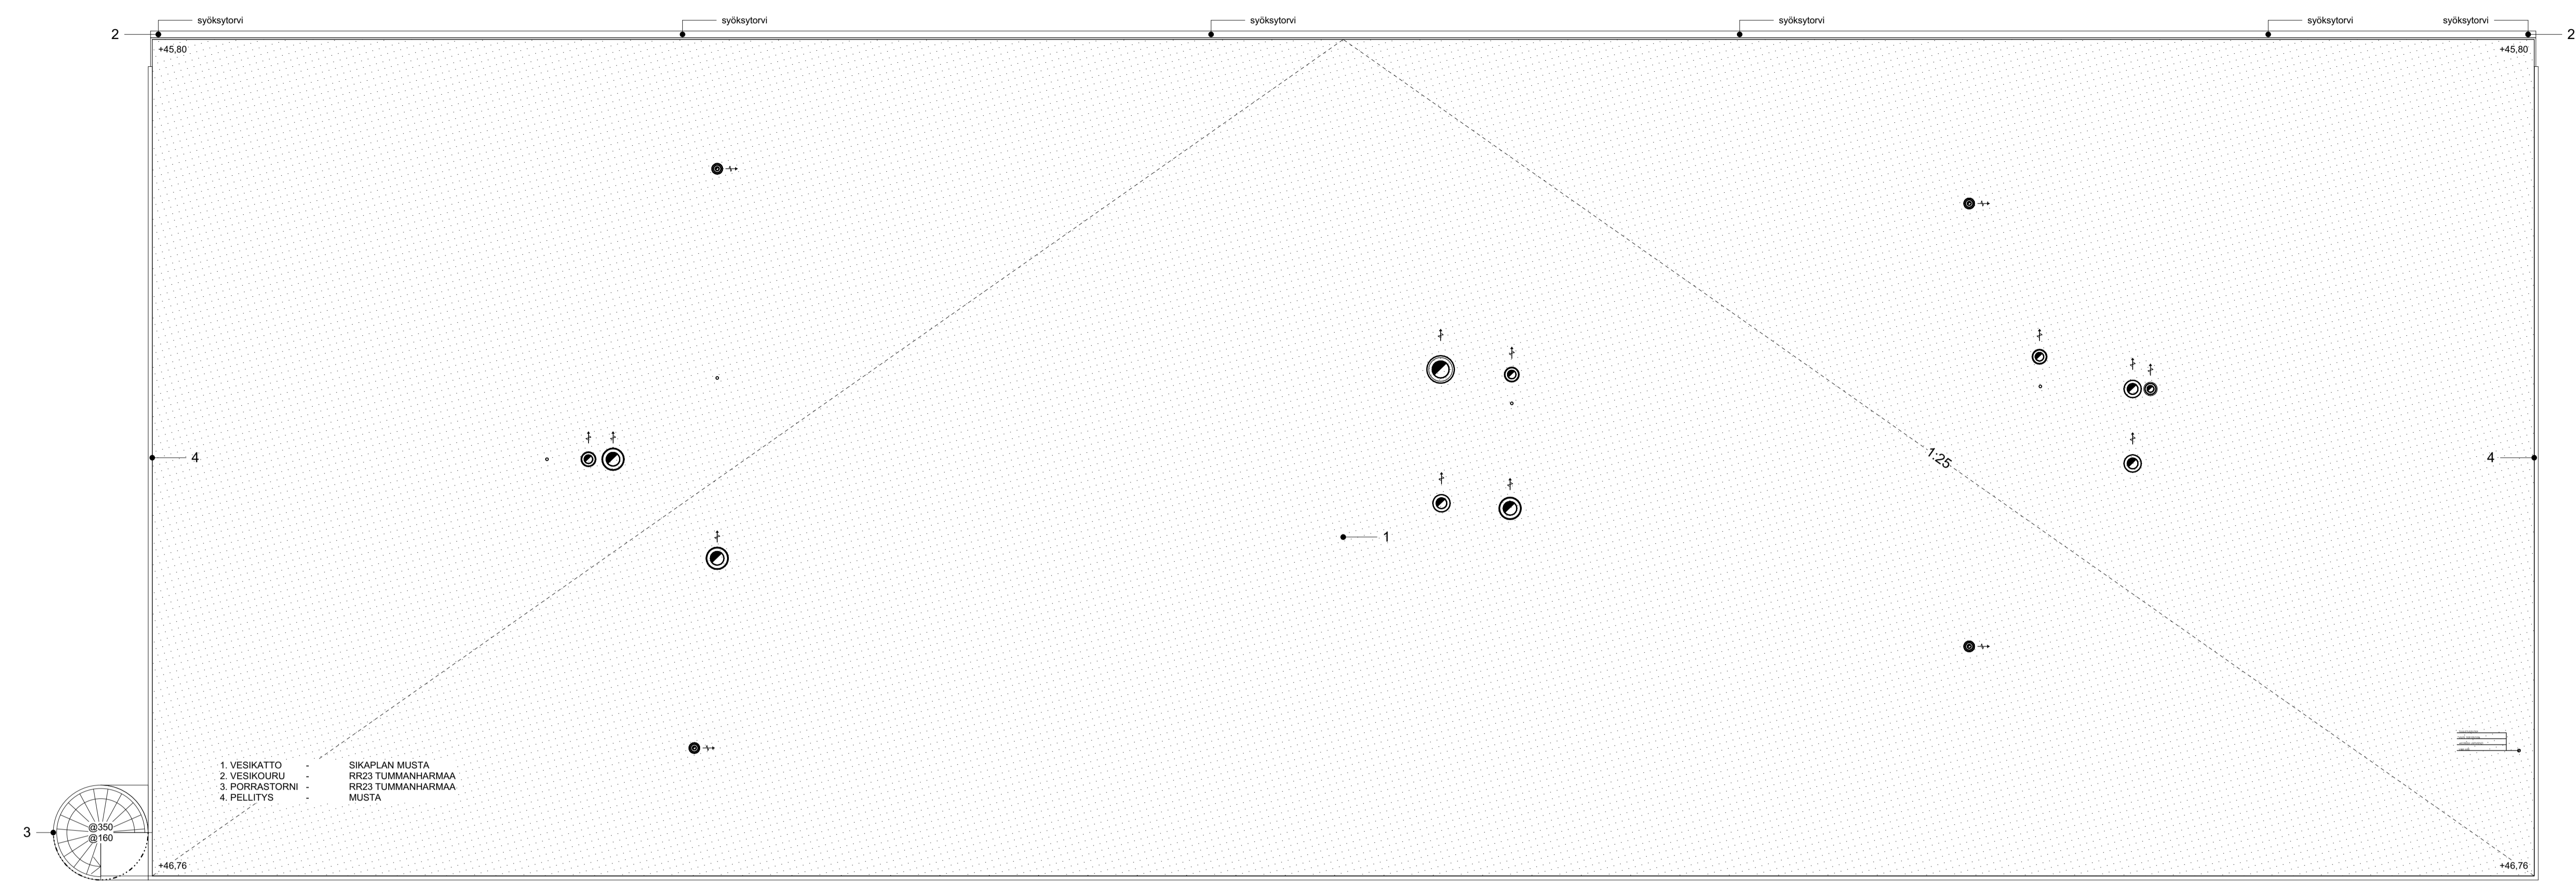 syöksytorvi syöksytorvi syöksytorvi syöksytorvi syöksytorvi syöksytorvi
2 2
+45,80 +45,80
4 1:25 4
1
1. VESIKATTO - SIKAPLAN MUSTA
2. VESIKOURU - RR23 TUMMANHARMAA
3. PORRASTORNI - RR23 TUMMANHARMAA
4. PELLITYS - MUSTA
@350
3
@160
+46,76 +46,76